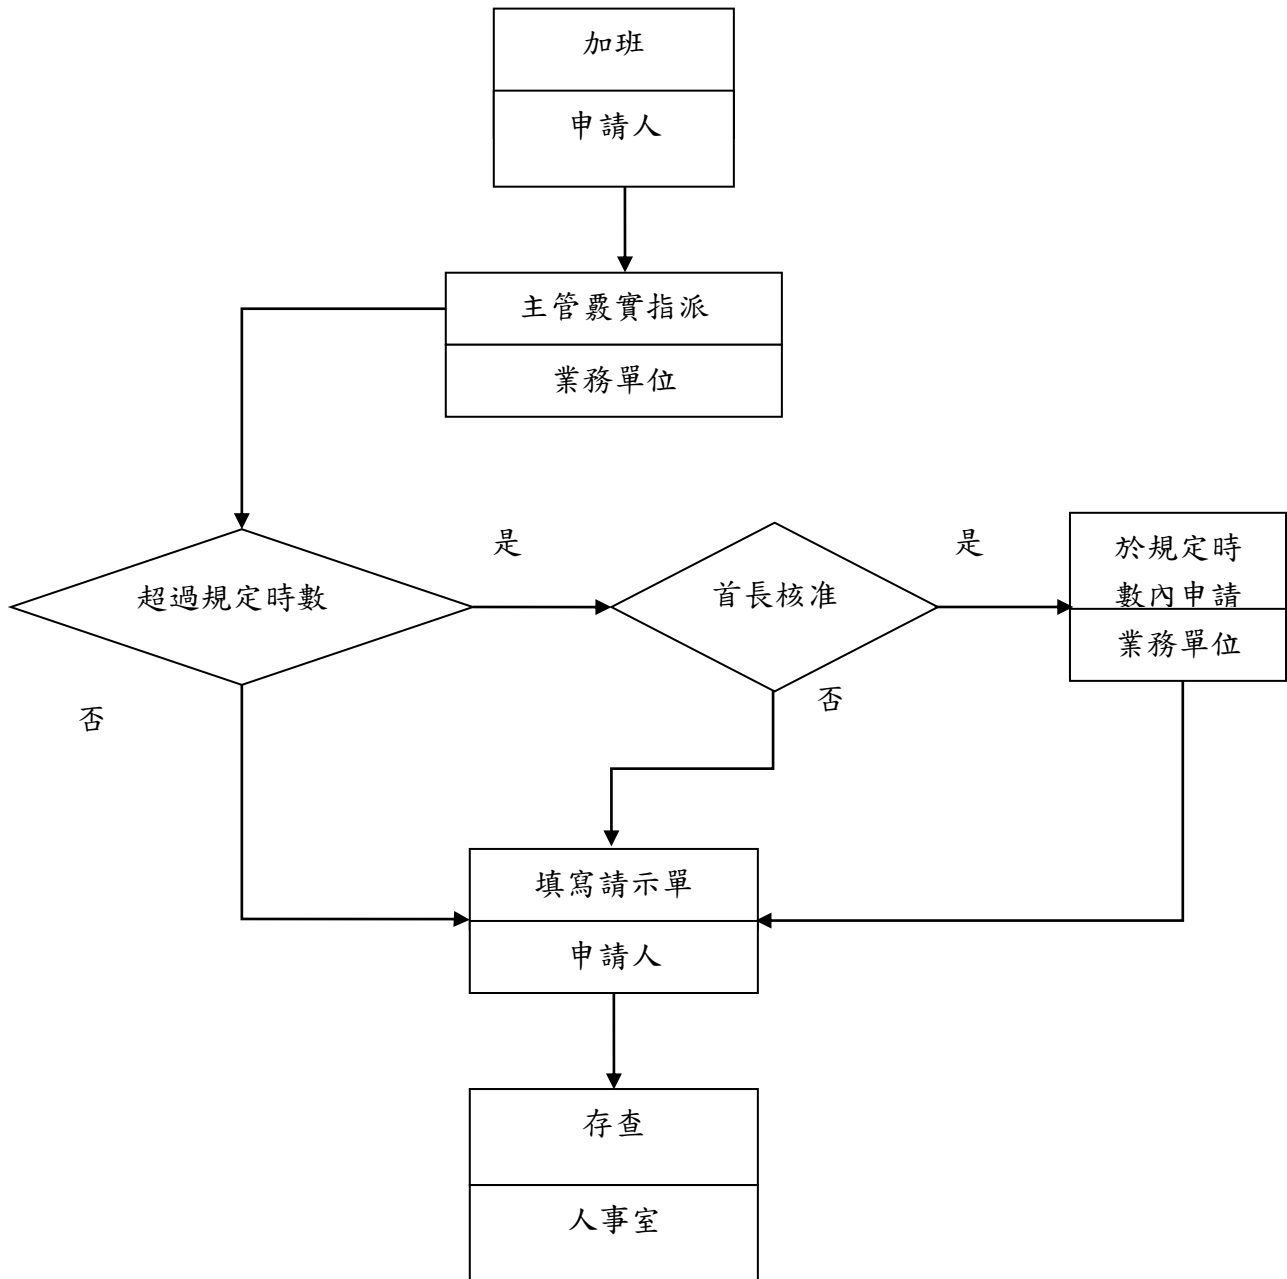 加班
申請人
主管覈實指派
業務單位
超過規定時數
是
首長核准
是
於規定時
數內申請
業務單位
否
否
填寫請示單
申請人
存查
人事室